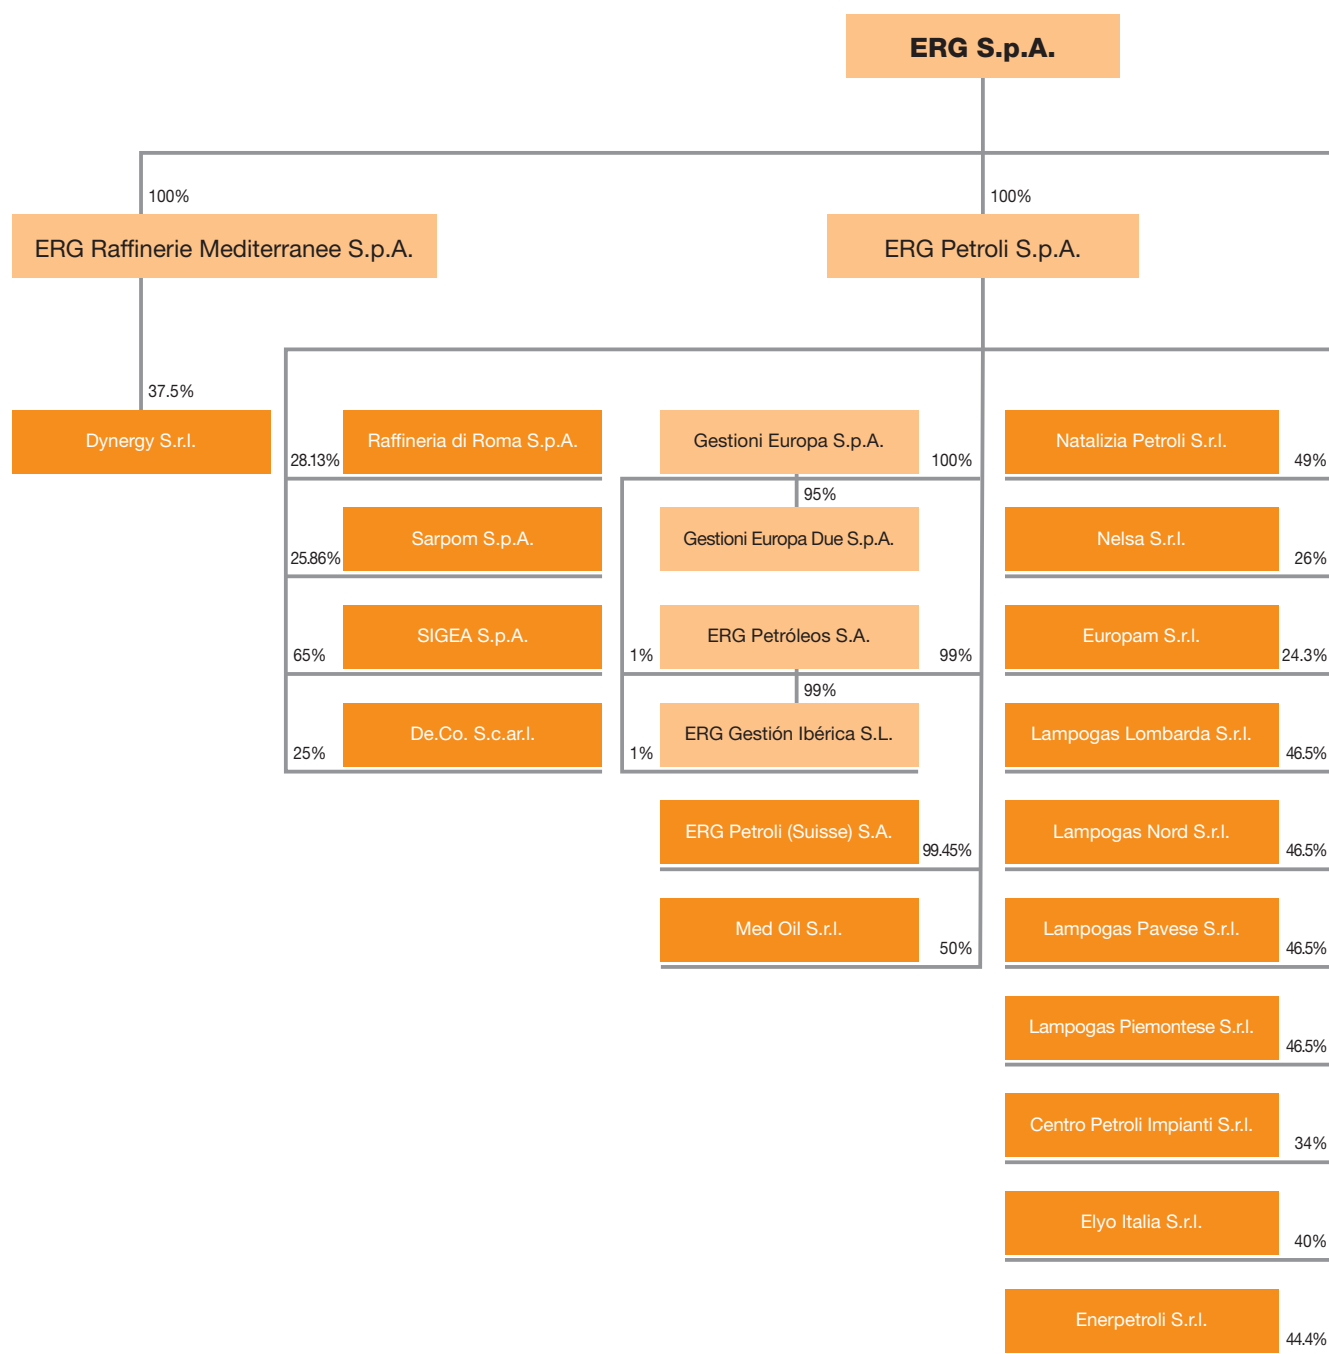 ERG S.p.A.
100%
100%
ERG Raffinerie Mediterranee S.p.A.
ERG Petroli S.p.A.
37.5%
Dynergy S.r.l.
Raffineria di Roma S.p.A.
28.13%
Sarpom S.p.A.
25.86%
SIGEA S.p.A.
65%
De.Co. S.c.ar.l.
25%
Gestioni Europa S.p.A.
100%
95%
Gestioni Europa Due S.p.A.
ERG Petróleos S.A.
1%
99%
99%
ERG Gestión Ibérica S.L.
1%
ERG Petroli (Suisse) S.A.
99.45%
Med Oil S.r.l.
50%
Natalizia Petroli S.r.l.
49%
Nelsa S.r.l.
26%
Europam S.r.l.
24.3%
Lampogas Lombarda S.r.l.
46.5%
Lampogas Nord S.r.l.
46.5%
Lampogas Pavese S.r.l.
46.5%
Lampogas Piemontese S.r.l.
46.5%
Centro Petroli Impianti S.r.l.
34%
Elyo Italia S.r.l.
40%
Enerpetroli S.r.l.
44.4%